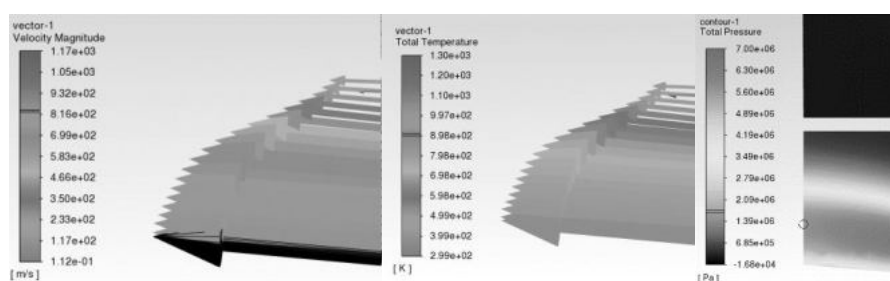 vector-1
Velocity Magnitude
1.17e+03
1.05e+03
9.32e+02
8.16e+02
6.99e+02
5.83e+02
4.66e+02
3.50e+02
2.33e+02
1.17e+02
1.12e-01
[ m/s ]
vector-1
Total Temperature
1.30e+03
1.20e+03
1.10e+03
9.97e+02
8.98e+02
7.98e+02
6.98e+02
5.98e+02
4.99e+02
3.99e+02
2.99e+02
[ K ]
contour-1
Total Pressure
7.00e+06
6.30e+06
5.60e+06
4.89e+06
4.19e+06
3.49e+06
2.79e+06
2.09e+06
1.39e+06
6.85e+05
-1.68e+04
[ Pa ]